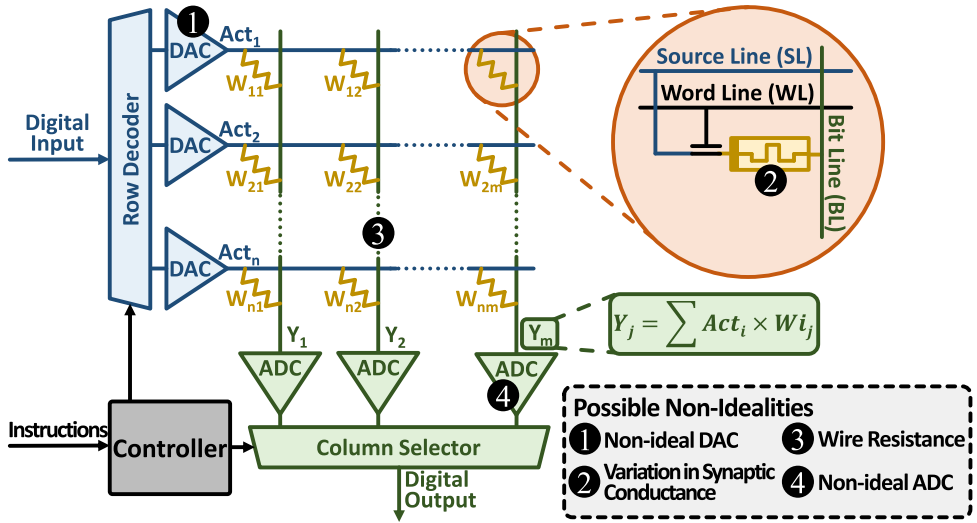 Digital
Input
Row Decoder
DAC
DAC
DAC
1
Act1
Act2
Actn
W11
W12
W21
W22
W2m
Wn1
Wn2
Wnm
3
Source Line (SL)
Word Line (WL)
Bit Line (BL)
2
Y1
Y2
Ym
Yj = ∑ Acti × Wij
ADC
ADC
ADC
4
Instructions
Controller
Column Selector
Digital
Output
Possible Non-Idealities
1 Non-ideal DAC
2 Variation in Synaptic
Conductance
3 Wire Resistance
4 Non-ideal ADC